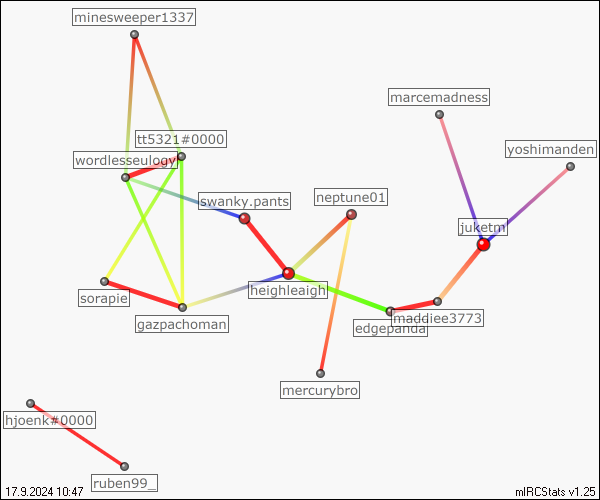 minesweeper1337
marcemadness
tt5321#0000
yoshimanden
wordlesseulogy
swanky.pants
neptune01
juketm
heighleaigh
sorapie
gazpachoman
maddiee3773
edgepanda
mercurybro
hjoenk#0000
ruben99_
17.9.2024 10:47
mIRCStats v1.25